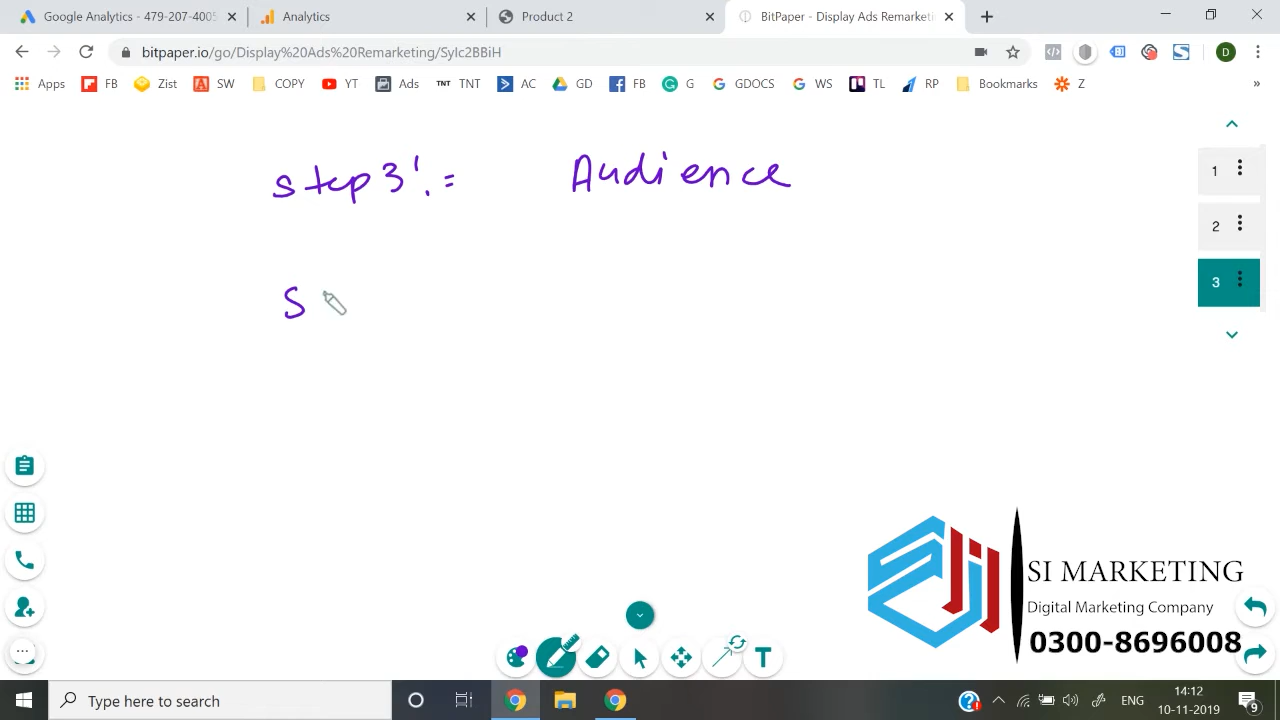 Google Analytics - 479-207-4005
Analytics
Product 2
BitPaper - Display Ads Remarketi
bitpaper.io/go/Display%20Ads%20Remarketing/SyIc2BBiH
D
Apps FB Zist SW COPY YT Ads TNT TNT AC GD FB G GDOCS WS TL RP Bookmarks Z »
step 3 := Audience
1
2
3
S
SI MARKETING
Digital Marketing Company
0300-8696008
T
Type here to search
ENG
14:12
10-11-2019
9